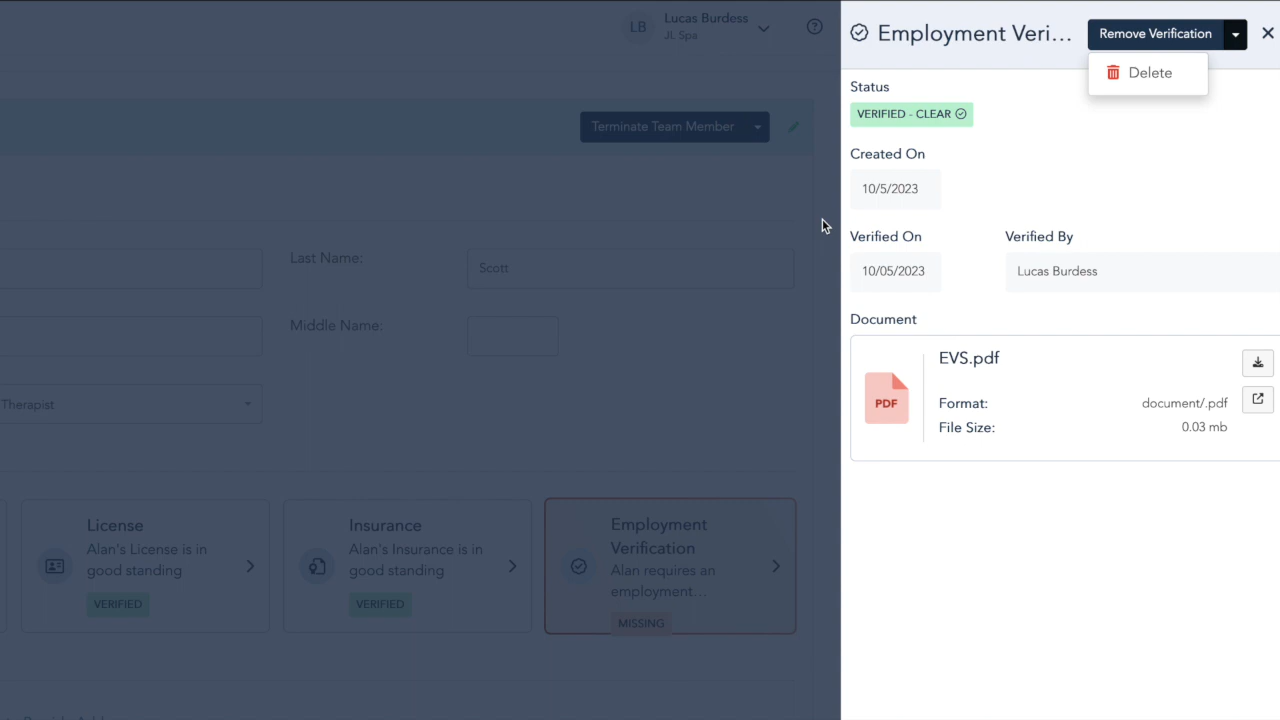 LB
Lucas Burdess
JL Spa
Terminate Team Member
Last Name:
Scott
Middle Name:
Therapist
License
Alan's License is in
good standing
VERIFIED
Insurance
Alan's Insurance is in
good standing
VERIFIED
Employment
Verification
Alan requires an
employment...
MISSING
Employment Veri...
Remove Verification
Delete
Status
VERIFIED - CLEAR
Created On
10/5/2023
Verified On
10/05/2023
Verified By
Lucas Burdess
Document
PDF
EVS.pdf
Format:
document/.pdf
File Size:
0.03 mb